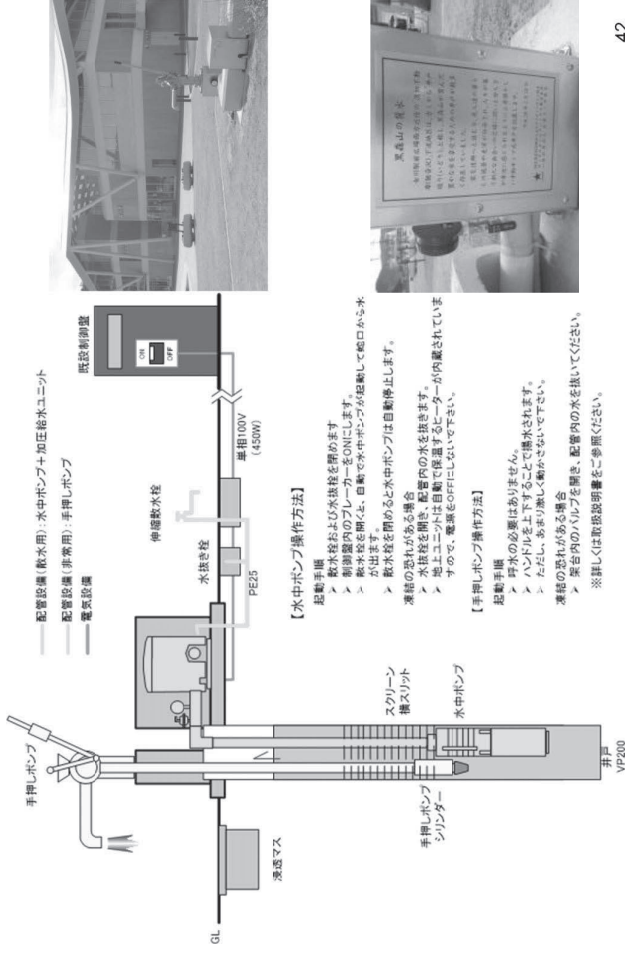 配管設備(散水用):水中ポンプ+加圧給水ユニット
配管設備(非常用):手押しポンプ
電気設備
手押しポンプ
既設制御盤
ON
OFF
伸縮散水栓
水抜き栓
単相100V
(450W)
PE25
GL
浸透マス
スクリーン
横スリット
水中ポンプ
手押しポンプ
シリンダー
井戸
VP200
【水中ポンプ操作方法】
起動手順
➢ 散水栓および水抜栓を閉めます
➢ 制御盤内のブレーカーをONにします。
➢ 散水栓を開くと、自動で水中ポンプが起動して蛇口から水
が出ます。
➢ 散水栓を閉めると水中ポンプは自動停止します。
凍結の恐れがある場合
➢ 水抜栓を開き、配管内の水を抜きます。
➢ 地上ユニットは自動で保温するヒーターが内蔵されていま
すので、電源をOFFにしないで下さい。
【手押しポンプ操作方法】
起動手順
➢ 呼水の必要はありません。
➢ ハンドルを上下することで揚水されます。
➢ ただし、あまり激しく動かさないで下さい。
凍結の恐れがある場合
➢ 架台内のバルブを開き、配管内の水を抜いてください。
※詳しくは取扱説明書をご参照ください。
黒森山の湧水
42